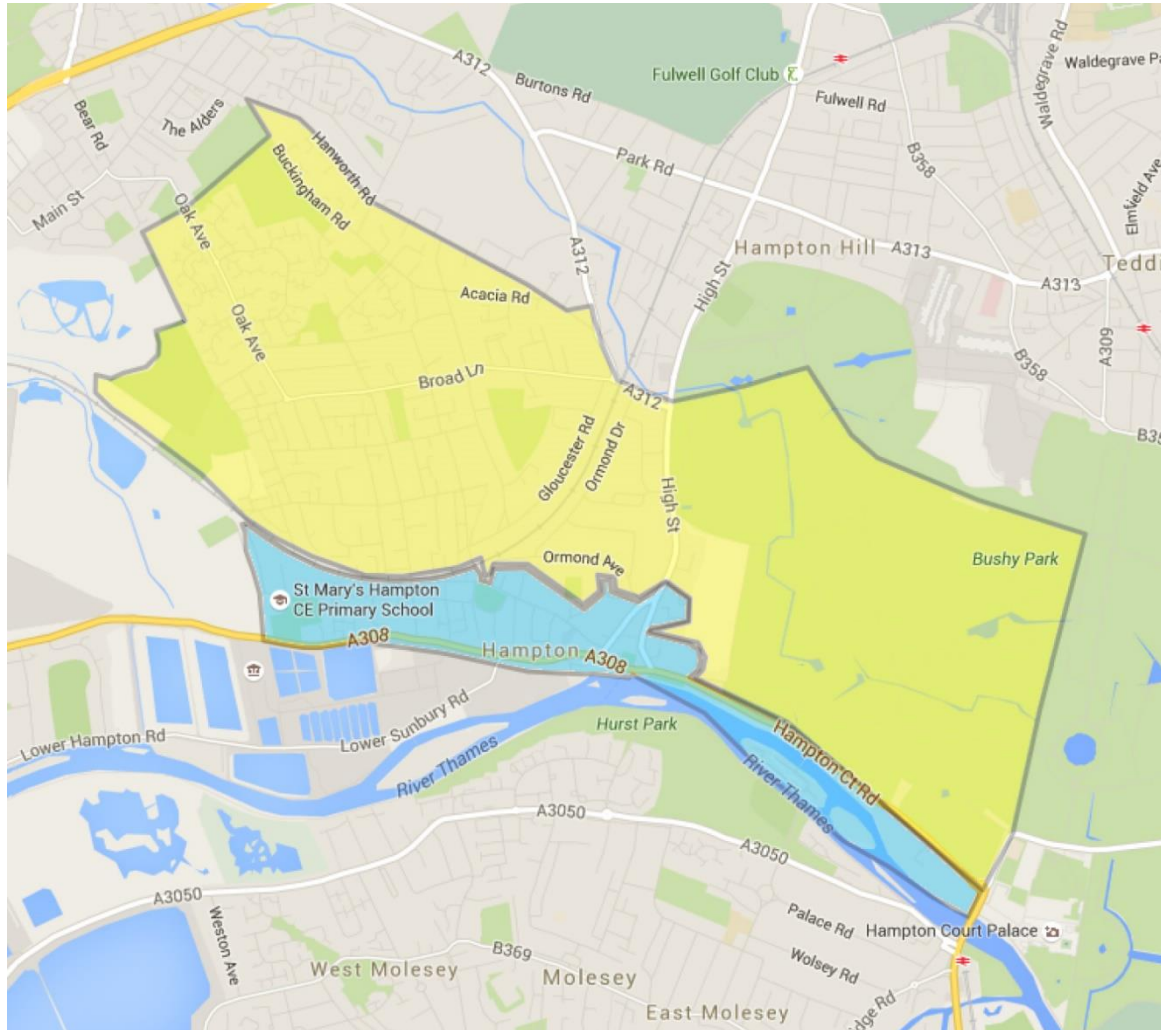 A312
Burtons Rd
Fulwell Golf Club
Fulwell Rd
Waldegrave Rd
Waldegrave Pa
Bear Rd
The Alders
Hanworth Rd
Buckingham Rd
Park Rd
B358
Elmfield Ave
Main St
Oak Ave
A312
High St
Hampton Hill
A313
Teddi
A313
Acacia Rd
Oak Ave
B358
A309
Broad Ln
A312
B35
Gloucester Rd
Ormond Dr
High St
Ormond Ave
Bushy Park
St Mary's Hampton
CE Primary School
A308
Hampton
A308
Lower Hampton Rd
Lower Sunbury Rd
Hurst Park
River Thames
Hampton Ct Rd
River Thames
A3050
A3050
A3050
Weston Ave
Palace Rd
Hampton Court Palace
B369
Wolsey Rd
West Molesey
Molesey
East Molesey
dge Rd